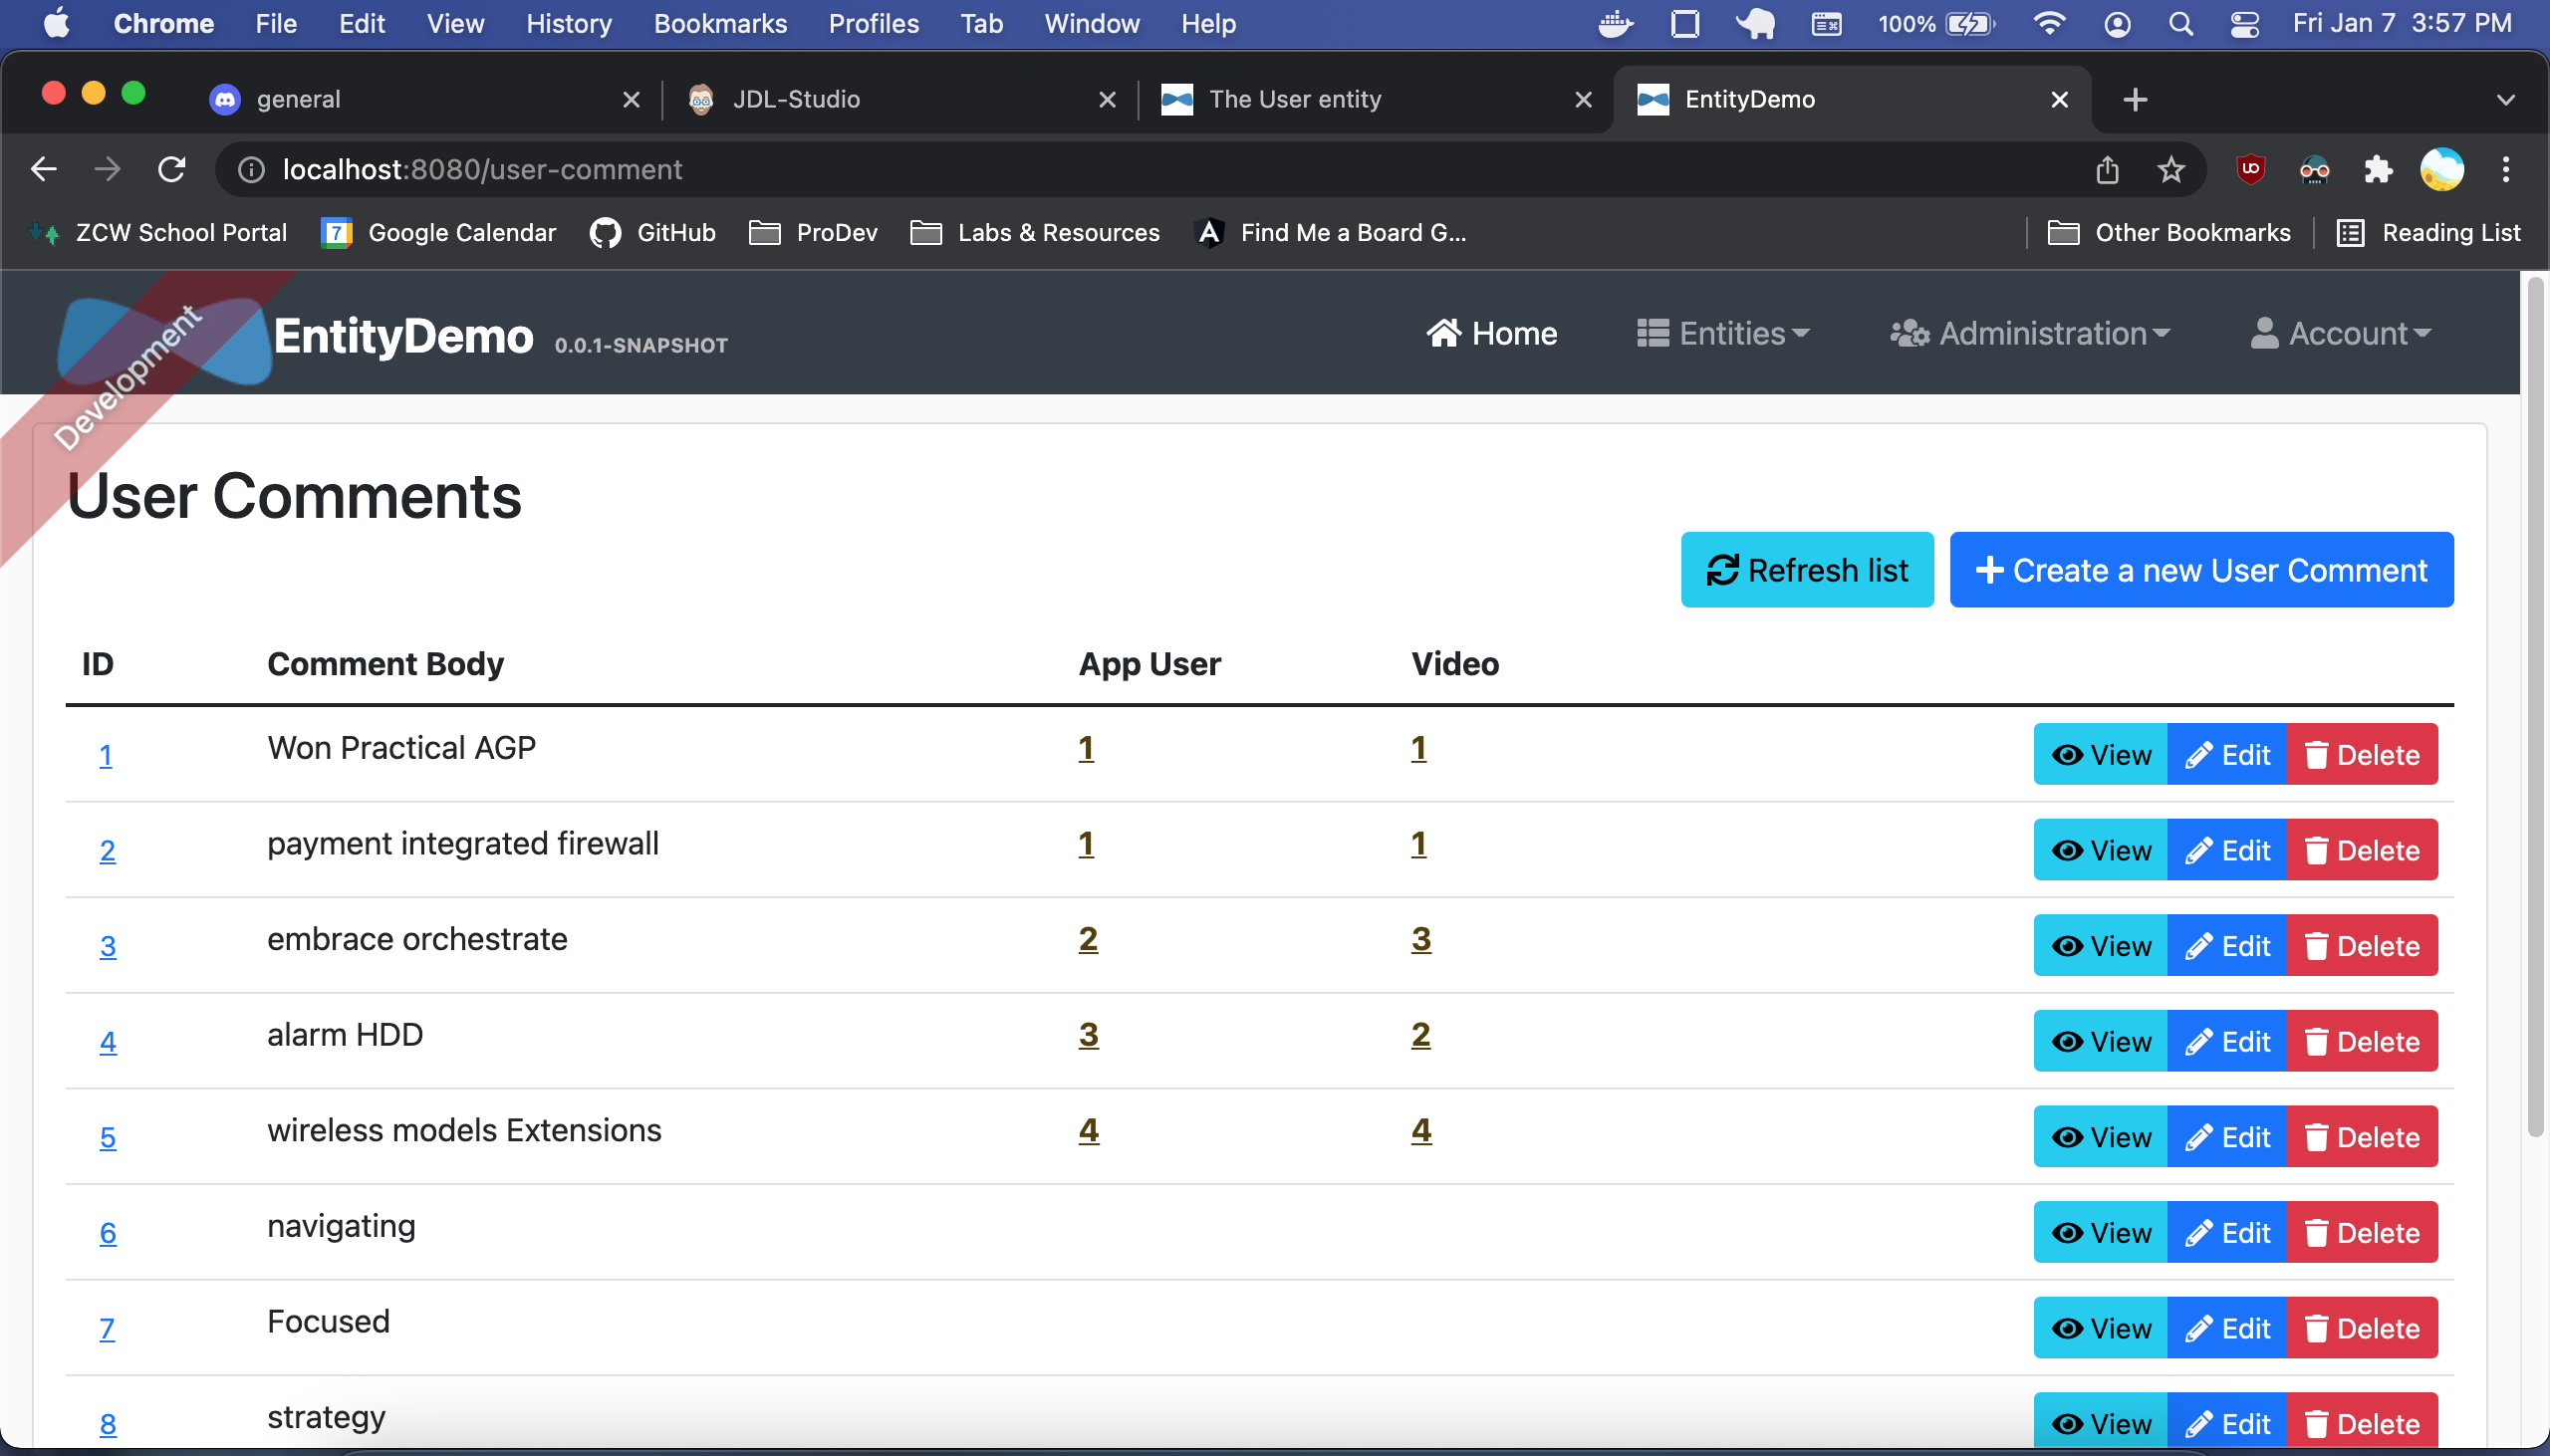 Chrome File Edit View History Bookmarks Profiles Tab Window Help 100% Fri Jan 7 3:57 PM
general JDL-Studio The User entity EntityDemo
localhost:8080/user-comment
ZCW School Portal 7 Google Calendar GitHub ProDev Labs & Resources Find Me a Board G... Other Bookmarks Reading List
Development
EntityDemo 0.0.1-SNAPSHOT Home Entities Administration Account
User Comments
Refresh list Create a new User Comment
ID Comment Body App User Video
1 Won Practical AGP 1 1 View Edit Delete
2 payment integrated firewall 1 1 View Edit Delete
3 embrace orchestrate 2 3 View Edit Delete
4 alarm HDD 3 2 View Edit Delete
5 wireless models Extensions 4 4 View Edit Delete
6 navigating View Edit Delete
7 Focused View Edit Delete
8 strategy View Edit Delete